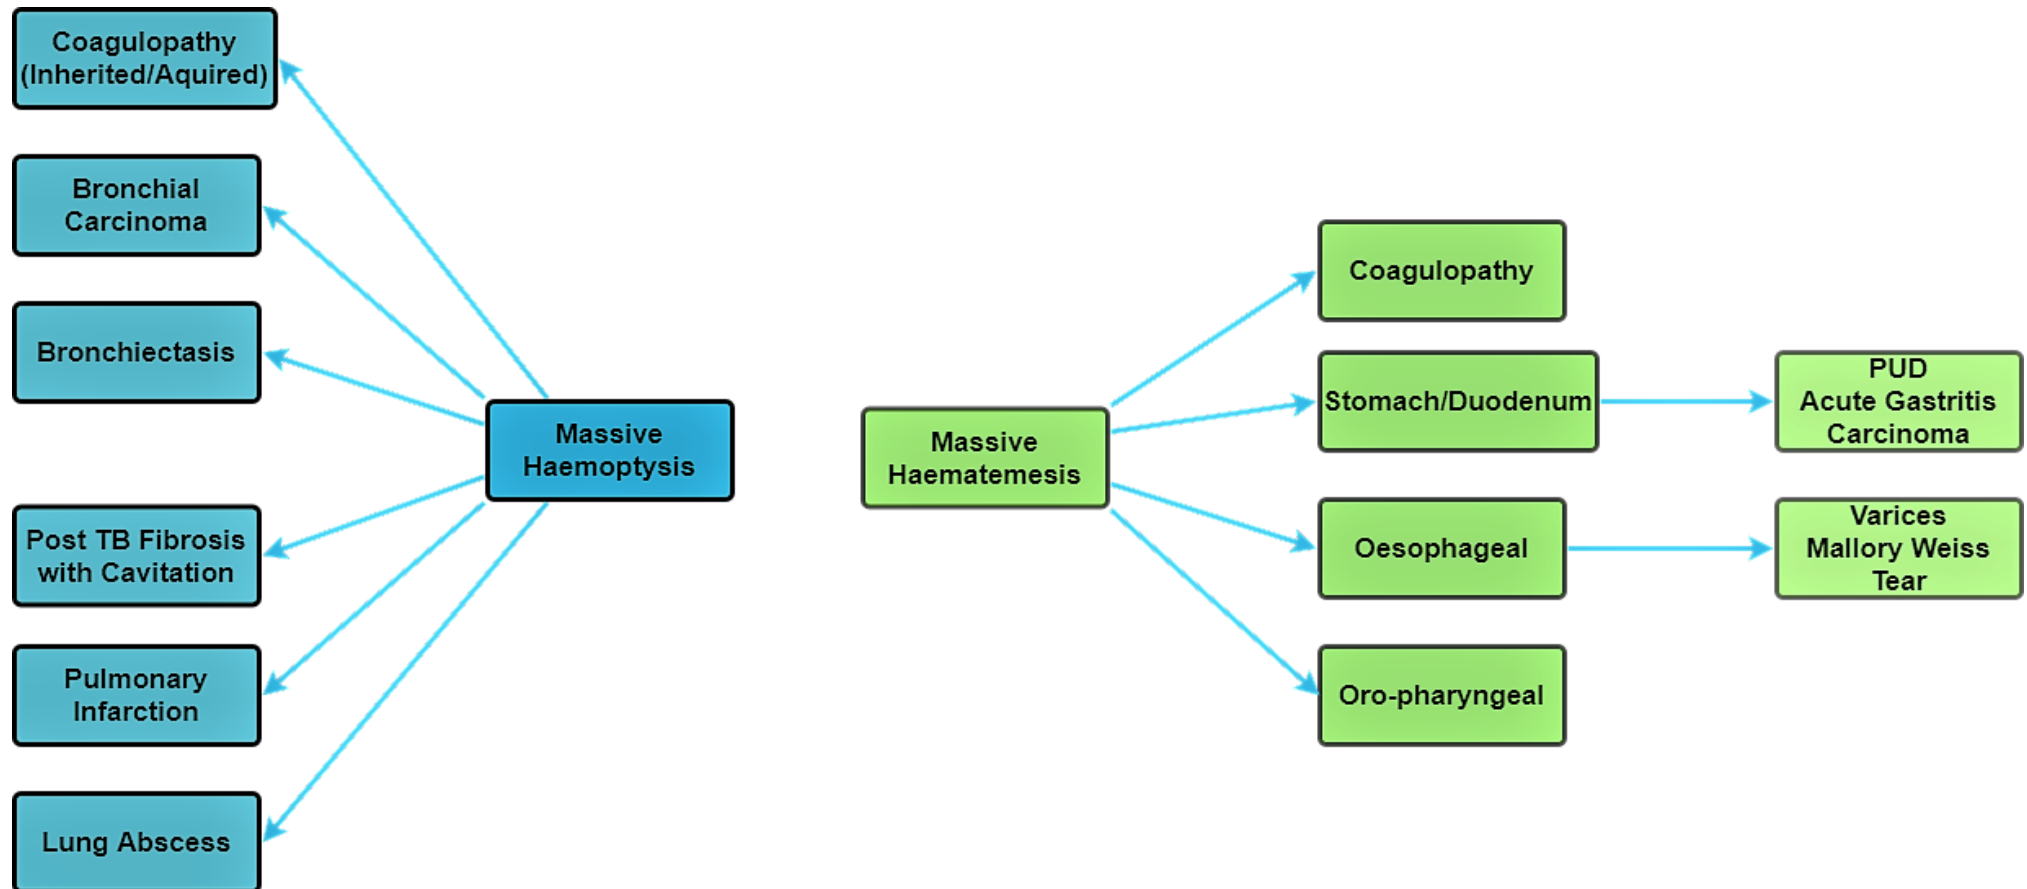 Coagulopathy
(Inherited/Aquired)
Bronchial
Carcinoma
Bronchiectasis
Post TB Fibrosis
with Cavitation
Pulmonary
Infarction
Lung Abscess
Massive
Haemoptysis
Massive
Haematemesis
Coagulopathy
Stomach/Duodenum
Oesophageal
Oro-pharyngeal
PUD
Acute Gastritis
Carcinoma
Varices
Mallory Weiss
Tear